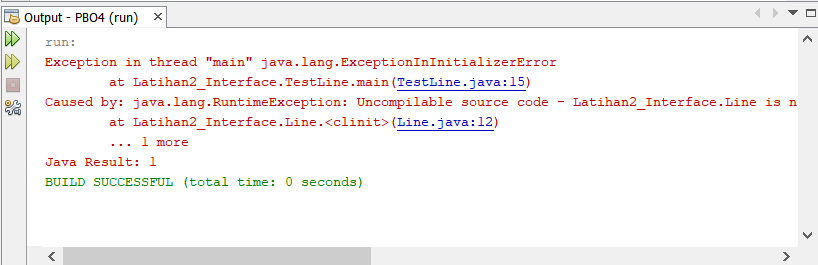 Output - PBO4 (run)
run:
Exception in thread "main" java.lang.ExceptionInInitializerError
at Latihan2_Interface.TestLine.main(TestLine.java:15)
Caused by: java.lang.RuntimeException: Uncompilable source code - Latihan2_Interface.Line is n
at Latihan2_Interface.Line.<clinit>(Line.java:12)
... 1 more
Java Result: 1
BUILD SUCCESSFUL (total time: 0 seconds)